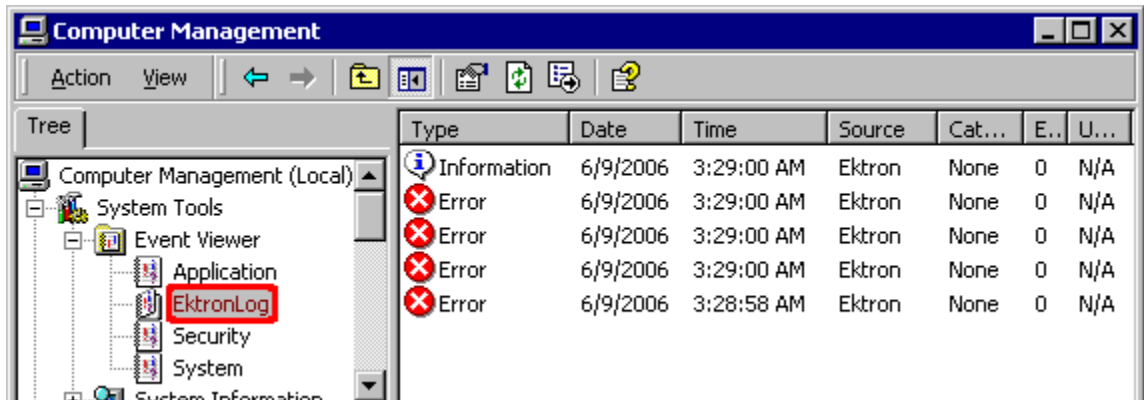 Computer Management
Action View
Tree
Type Date Time Source Cat... E.. U...
Computer Management (Local)
System Tools
Event Viewer
Application
EktronLog
Security
System
System Information
Information 6/9/2006 3:29:00 AM Ektron None 0 N/A
Error 6/9/2006 3:29:00 AM Ektron None 0 N/A
Error 6/9/2006 3:29:00 AM Ektron None 0 N/A
Error 6/9/2006 3:29:00 AM Ektron None 0 N/A
Error 6/9/2006 3:28:58 AM Ektron None 0 N/A